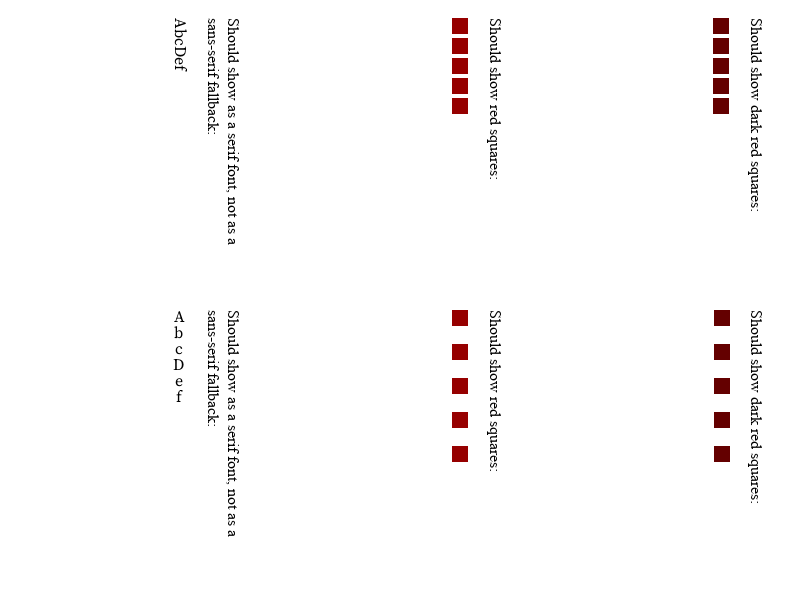 Should show dark red squares:
Should show red squares:
Should show as a serif font, not as a
sans-serif fallback:
AbcDef
Should show dark red squares:
Should show red squares:
Should show as a serif font, not as a
sans-serif fallback:
AbcDef